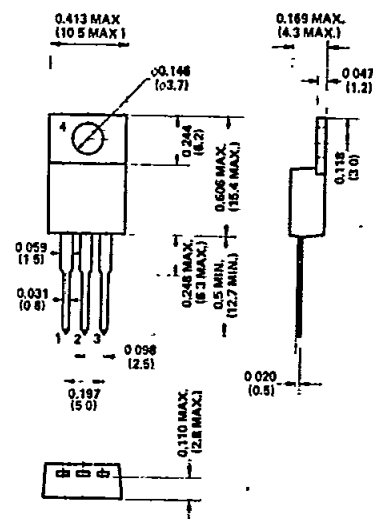 0.413 MAX
(10 5 MAX )
ø0.146
(ø3.7)
4
0.244
(6.2)
0.606 MAX.
(15.4 MAX.)
0 059
(1 5)
0.031
(0 8)
1 2 3
0.248 MAX.
(6 3 MAX.)
0.5 MIN.
(12.7 MIN.)
0 098
(2.5)
0.197
(5 0)
0.110 MAX.
(2.8 MAX.)
0.169 MAX.
(4.3 MAX.)
0 047
(1.2)
0.118
(3 0)
0 020
(0.5)